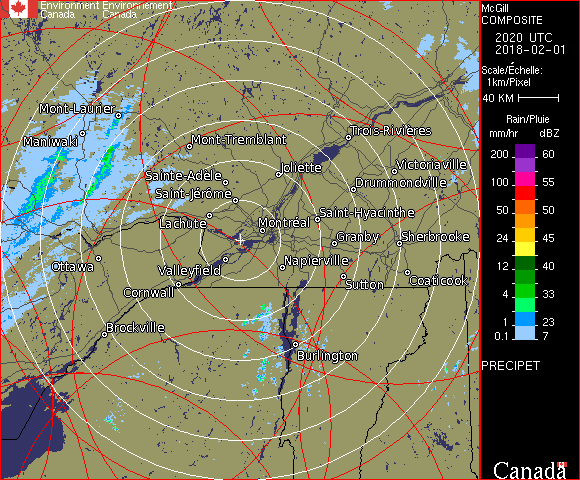 Environment Environnement
Canada Canada
McGill
COMPOSITE
2020 UTC
2018-02-01
Scale/Échelle:
1km/Pixel
40 KM
Rain/Pluie
mm/hr dBZ
200 60
100 55
50 50
24 45
12 40
4 33
1 23
0.1 7
PRECIPET
Canada
Mont-Laurier
Maniwaki
Mont-Tremblant
Trois-Rivières
Sainte-Adèle
Joliette
Victoriaville
Saint-Jérôme
Drummondville
Lachute
Montréal
Saint-Hyacinthe
Granby
Sherbrooke
Ottawa
Valleyfield
Napierville
Cornwall
Sutton
Coaticook
Brockville
Burlington